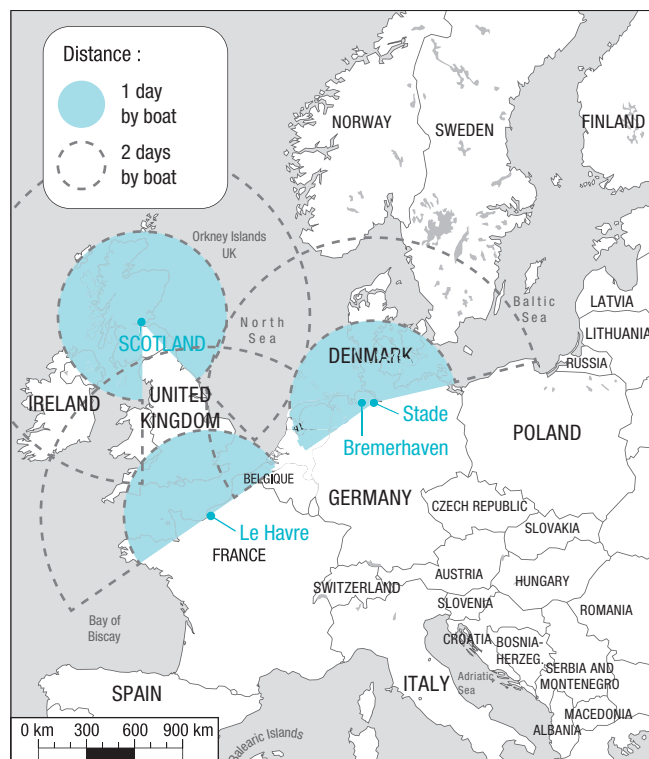 Distance :
1 day
by boat
2 days
by boat
NORWAY
SWEDEN
FINLAND
Orkney Islands
UK
North
Sea
Baltic
Sea
LATVIA
LITHUANIA
RUSSIA
SCOTLAND
DENMARK
IRELAND
UNITED
KINGDOM
Stade
Bremerhaven
POLAND
BELGIQUE
GERMANY
CZECH REPUBLIC
SLOVAKIA
Le Havre
FRANCE
AUSTRIA
SWITZERLAND
HUNGARY
SLOVENIA
ROMANIA
Bay of
Biscay
CROATIA
BOSNIA-
HERZEG.
SERBIA AND
MONTENEGRO
ITALY
Adriatic
Sea
SPAIN
MACEDONIA
ALBANIA
0 km 300 600 900 km
Balearic Islands